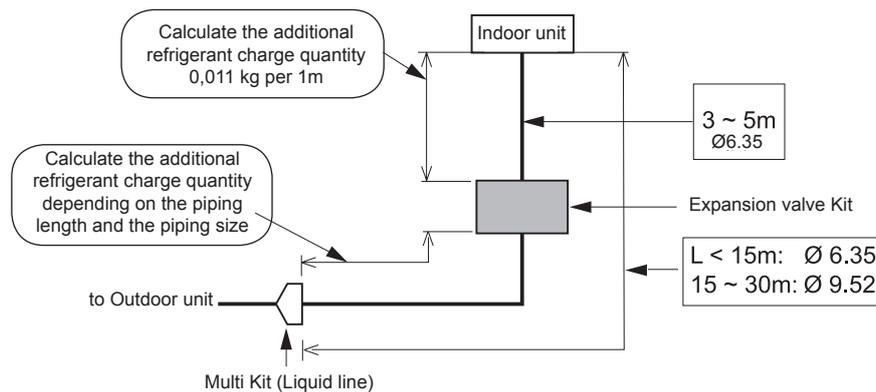 Calculate the additional
refrigerant charge quantity
0,011 kg per 1m
Indoor unit
3 ~ 5m
Ø6.35
Calculate the additional
refrigerant charge quantity
depending on the piping
length and the piping size
Expansion valve Kit
L < 15m: Ø 6.35
15 ~ 30m: Ø 9.52
to Outdoor unit
Multi Kit (Liquid line)